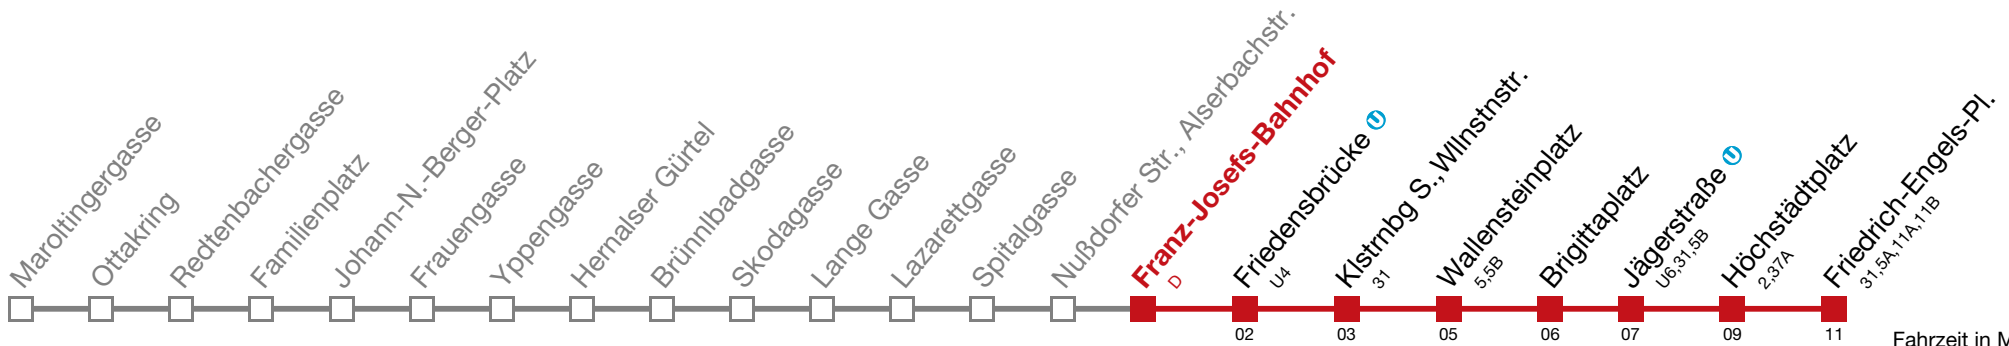 Maroltingergasse
Ottakring
Redtenbachergasse
Familienplatz
Johann-N.-Berger-Platz
Frauengasse
Yppengasse
Hernalser Gürtel
Brünnlbadgasse
Skodagasse
Lange Gasse
Lazarettgasse
Spitalgasse
Nußdorfer Str., Alserbachstr.
Franz-Josefs-Bahnhof
D
Friedensbrücke U
U4
02
Klstrnbg S.,Wllnstnstr.
31
03
Wallensteinplatz
5,5B
05
Brigittaplatz
06
Jägerstraße U
U6,31,5B
07
Höchstädtplatz
2,37A
09
Friedrich-Engels-Pl.
31,5A,11A,11B
11
Fahrzeit in M